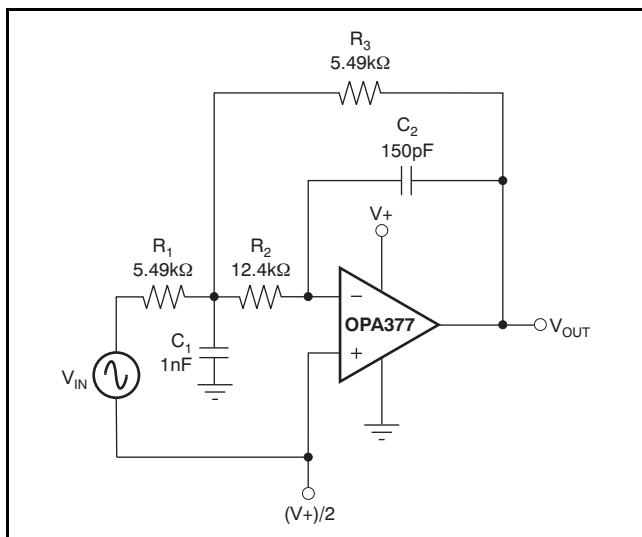 R3
5.49kΩ
C2
150pF
V+
R1
5.49kΩ
R2
12.4kΩ
−
OPA377
+
VOUT
C1
1nF
VIN
(V+)/2